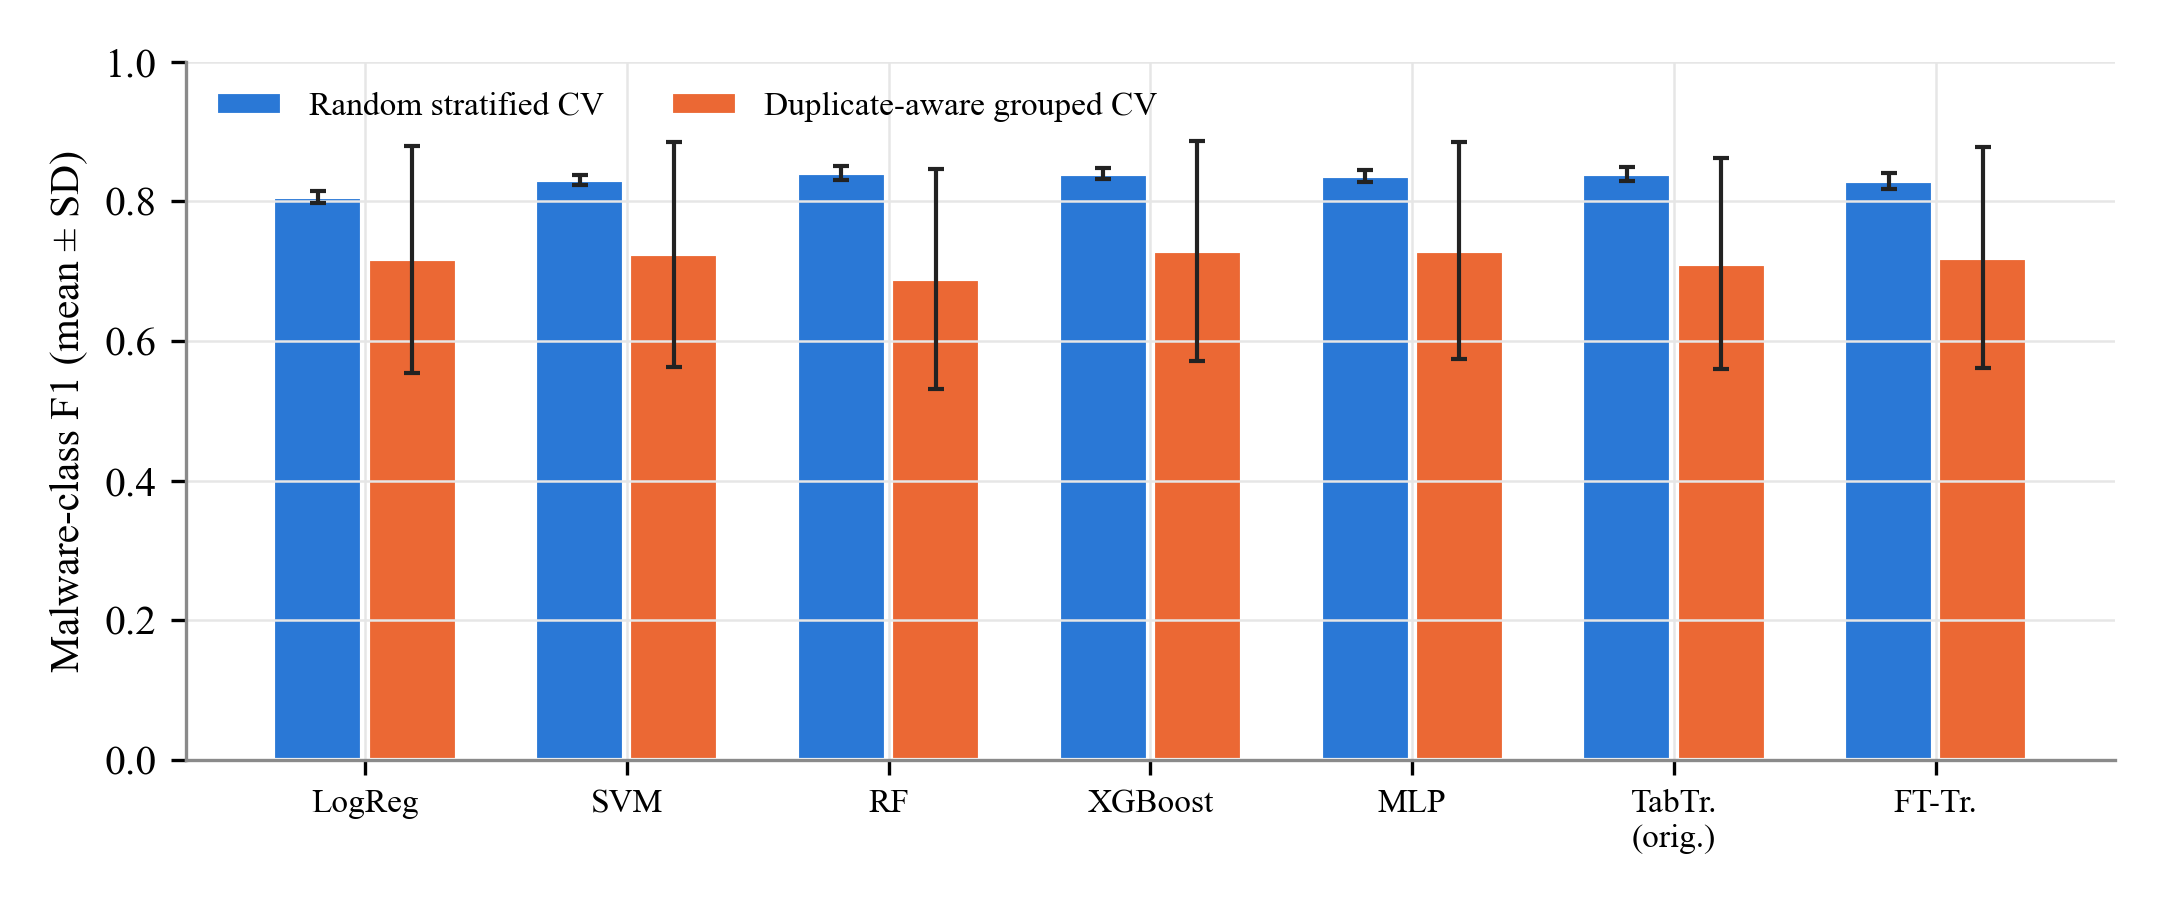 Malware-class F1 (mean ± SD)
1.0
0.8
0.6
0.4
0.2
0.0
Random stratified CV
Duplicate-aware grouped CV
LogReg
SVM
RF
XGBoost
MLP
TabTr.
(orig.)
FT-Tr.